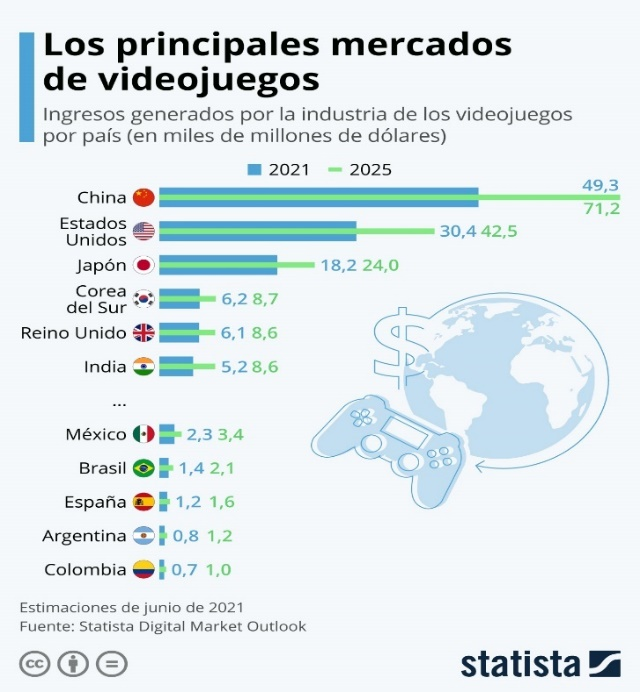 Los principales mercados
de videojuegos
Ingresos generados por la industria de los videojuegos
por país (en miles de millones de dólares)
2021 2025
China 49,3
71,2
Estados
Unidos 30,4 42,5
Japón 18,2 24,0
Corea
del Sur 6,2 8,7
Reino Unido 6,1 8,6
India 5,2 8,6
...
México 2,3 3,4
Brasil 1,4 2,1
España 1,2 1,6
Argentina 0,8 1,2
Colombia 0,7 1,0
$
Estimaciones de junio de 2021
Fuente: Statista Digital Market Outlook
cc
statista